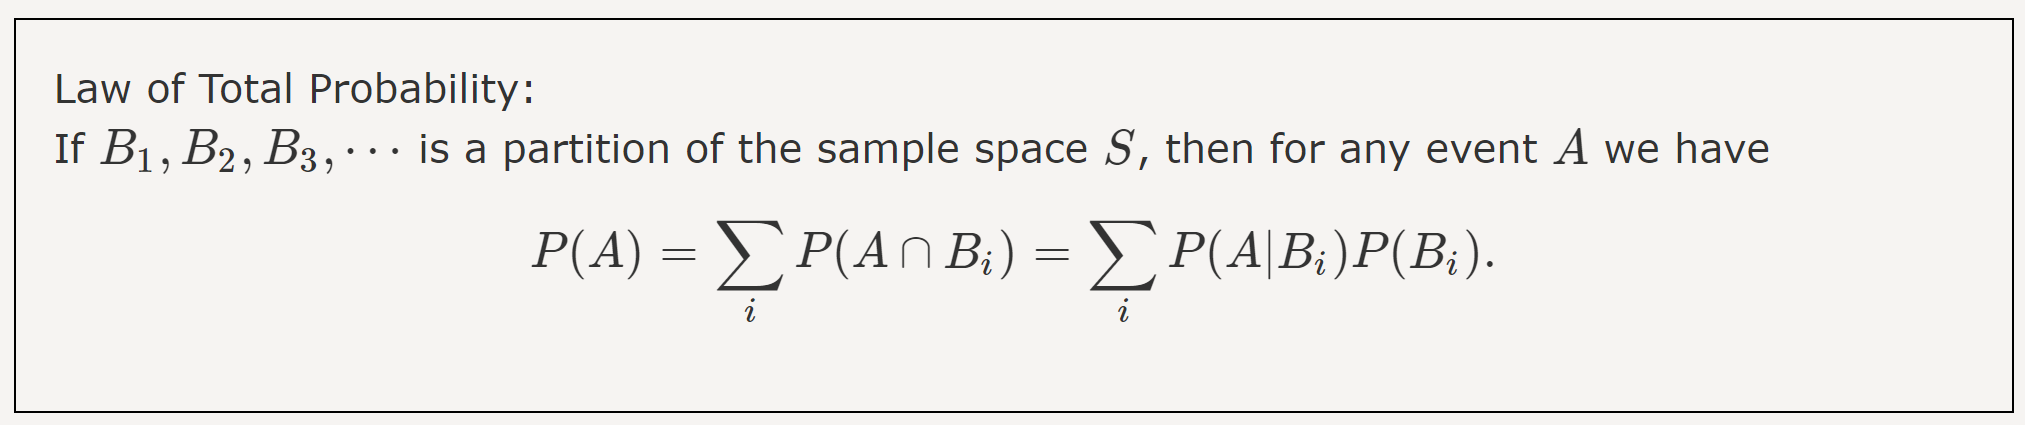 Law of Total Probability:
If B₁, B₂, B₃, ⋯ is a partition of the sample space S, then for any event A we have
P(A) = ∑ᵢ P(A ∩ Bᵢ) = ∑ᵢ P(A|Bᵢ)P(Bᵢ).